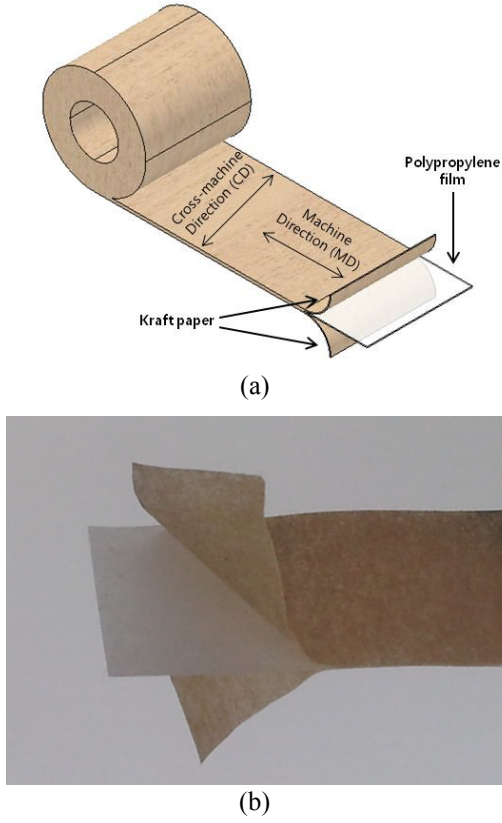 Polypropylene
film
Cross-machine
Direction (CD)
Machine
Direction (MD)
Kraft paper
(a)
(b)